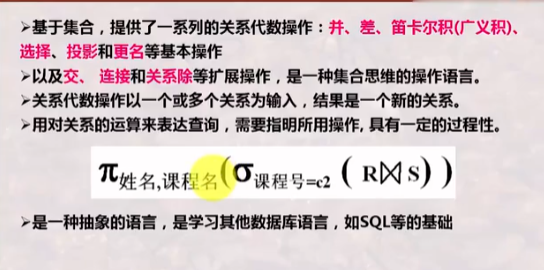 ➢基于集合，提供了一系列的关系代数操作：并、差、笛卡尔积(广义积)、
选择、投影和更名等基本操作
➢以及交、 连接和关系除等扩展操作，是一种集合思维的操作语言。
➢关系代数操作以一个或多个关系为输入，结果是一个新的关系。
➢用对关系的运算来表达查询，需要指明所用操作, 具有一定的过程性。
π姓名,课程名(σ课程号=c2 ( R⋈S) )
➢是一种抽象的语言，是学习其他数据库语言，如SQL等的基础